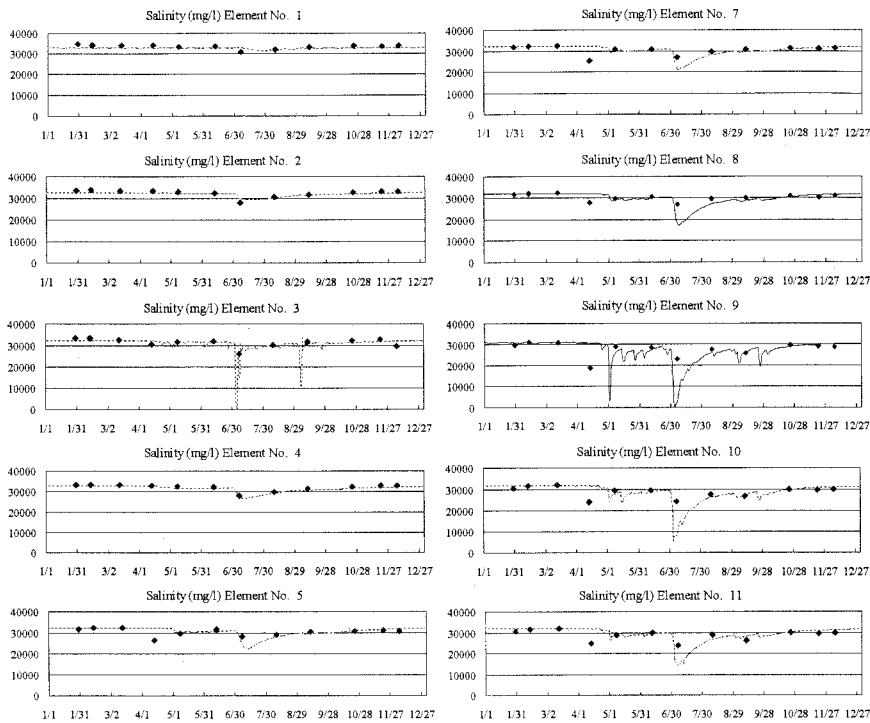 Salinity (mg/l) Element No. 1
40000
30000
20000
10000
0
1/1 1/31 3/2 4/1 5/1 5/31 6/30 7/30 8/29 9/28 10/28 11/27 12/27
Salinity (mg/l) Element No. 2
40000
30000
20000
10000
0
1/1 1/31 3/2 4/1 5/1 5/31 6/30 7/30 8/29 9/28 10/28 11/27 12/27
Salinity (mg/l) Element No. 3
40000
30000
20000
10000
0
1/1 1/31 3/2 4/1 5/1 5/31 6/30 7/30 8/29 9/28 10/28 11/27 12/27
Salinity (mg/l) Element No. 4
40000
30000
20000
10000
0
1/1 1/31 3/2 4/1 5/1 5/31 6/30 7/30 8/29 9/28 10/28 11/27 12/27
Salinity (mg/l) Element No. 5
40000
30000
20000
10000
0
1/1 1/31 3/2 4/1 5/1 5/31 6/30 7/30 8/29 9/28 10/28 11/27 12/27
Salinity (mg/l) Element No. 7
40000
30000
20000
10000
0
1/1 1/31 3/2 4/1 5/1 5/31 6/30 7/30 8/29 9/28 10/28 11/27 12/27
Salinity (mg/l) Element No. 8
40000
30000
20000
10000
0
1/1 1/31 3/2 4/1 5/1 5/31 6/30 7/30 8/29 9/28 10/28 11/27 12/27
Salinity (mg/l) Element No. 9
40000
30000
20000
10000
0
1/1 1/31 3/2 4/1 5/1 5/31 6/30 7/30 8/29 9/28 10/28 11/27 12/27
Salinity (mg/l) Element No. 10
40000
30000
20000
10000
0
1/1 1/31 3/2 4/1 5/1 5/31 6/30 7/30 8/29 9/28 10/28 11/27 12/27
Salinity (mg/l) Element No. 11
40000
30000
20000
10000
0
1/1 1/31 3/2 4/1 5/1 5/31 6/30 7/30 8/29 9/28 10/28 11/27 12/27